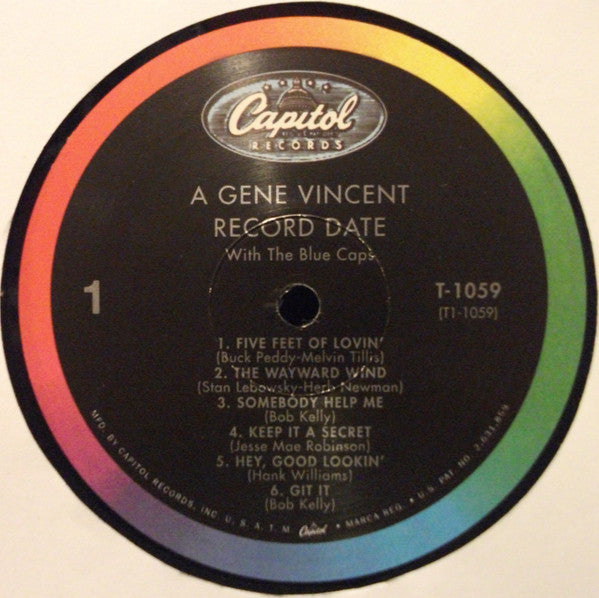 Capitol
RECORDS
A GENE VINCENT
RECORD DATE
With The Blue Caps
1
T-1059
(T1-1059)
1. FIVE FEET OF LOVIN'
(Buck Peddy-Melvin Tillis)
2. THE WAYWARD WIND
(Stan Lebowsky-Herb Newman)
3. SOMEBODY HELP ME
(Bob Kelly)
4. KEEP IT A SECRET
(Jesse Mae Robinson)
5. HEY, GOOD LOOKIN'
(Hank Williams)
6. GIT IT
(Bob Kelly)
MFD. BY CAPITOL RECORDS, INC. U. S. A. T. M. Capitol • MARCA REG. • U.S. PAT. NO. 2,631,859